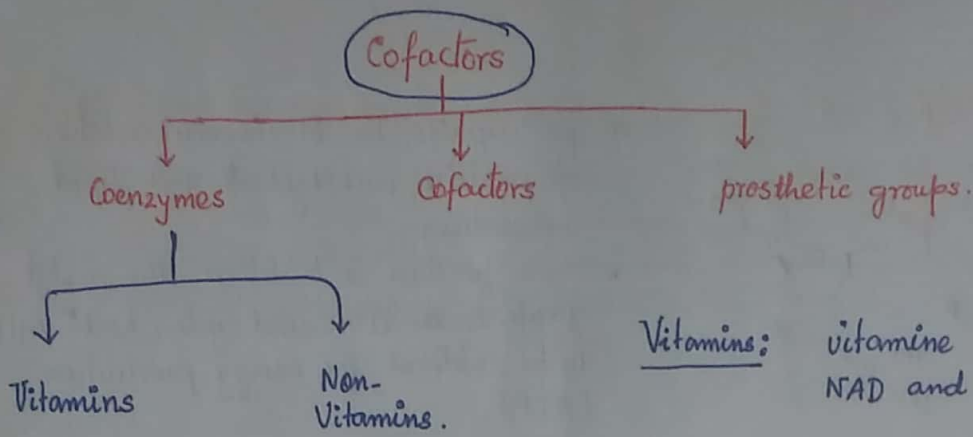 Cofactors
Coenzymes Cofactors prosthetic groups.
Vitamins: vitamine
NAD and
Vitamins Non-
Vitamins.